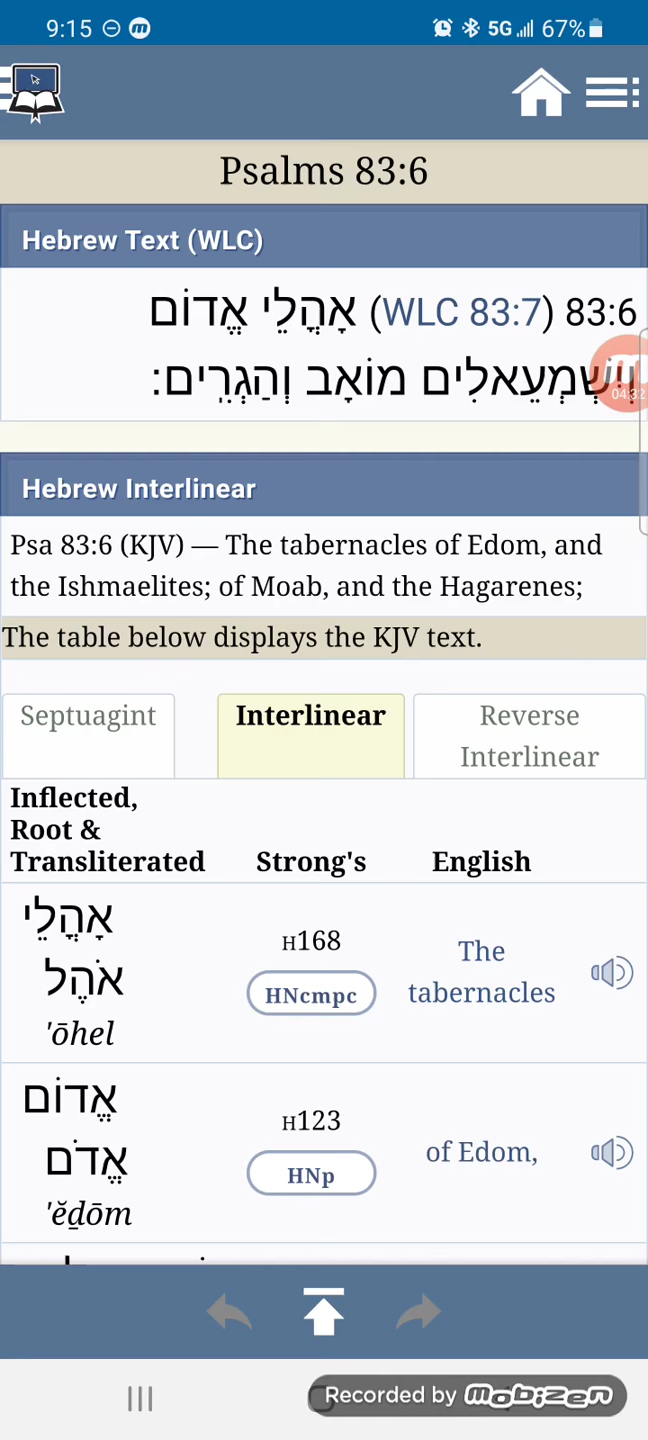 9:15
5G 67%
Psalms 83:6
Hebrew Text (WLC)
83:6 (WLC 83:7) אָהֳלֵי אֱדוֹם
וְיִשְׁמְעֵאלִים מוֹאָב וְהַגְרִֽים׃
Hebrew Interlinear
Psa 83:6 (KJV) — The tabernacles of Edom, and
the Ishmaelites; of Moab, and the Hagarenes;
The table below displays the KJV text.
Septuagint
Interlinear
Reverse
Interlinear
Inflected,
Root &
Transliterated
Strong's
English
אָהֳלֵי
אֹהֶל
'ōhel
H168
HNcmpc
The
tabernacles
אֱדוֹם
אֱדֹם
'ĕḏōm
H123
HNp
of Edom,
04:32
Recorded by mobizen